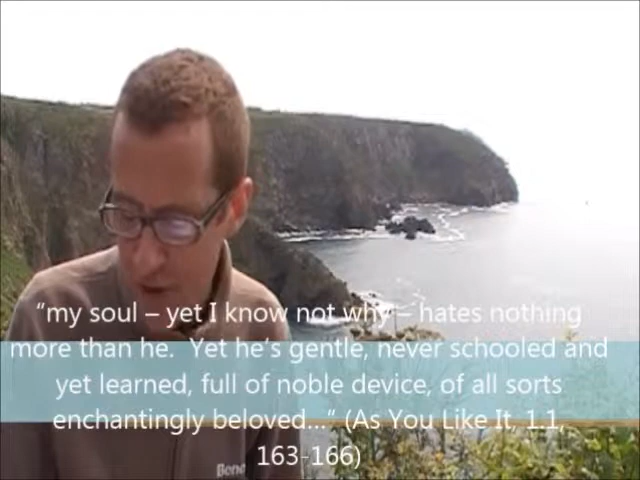 “my soul – yet I know not why – hates nothing
more than he.  Yet he’s gentle, never schooled and
yet learned, full of noble device, of all sorts
enchantingly beloved…” (As You Like It, 1.1,
163-166)